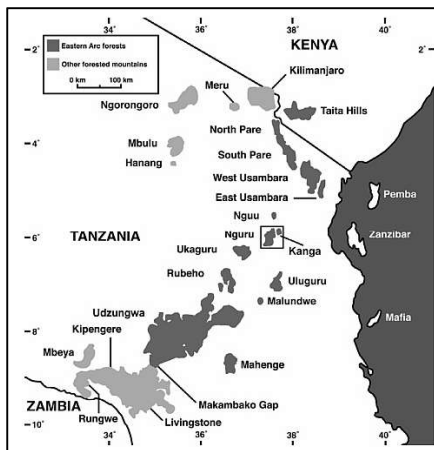 34°
36°
38°
40°
Eastern Arc forests
Other forested mountains
0 km 100 km
KENYA
−2°
2°
Kilimanjaro
Meru
Ngorongoro
Taita Hills
North Pare
−4°
4°
Mbulu
South Pare
Hanang
West Usambara
East Usambara
Pemba
Nguu
TANZANIA
Nguru
Zanzibar
−6°
Kanga
6°
Ukaguru
Rubeho
Uluguru
Udzungwa
Malundwe
Mafia
Kipengere
−8°
8°
Mbeya
Mahenge
ZAMBIA
Makambako Gap
Rungwe
Livingstone
−10°
34°
36°
38°
40°